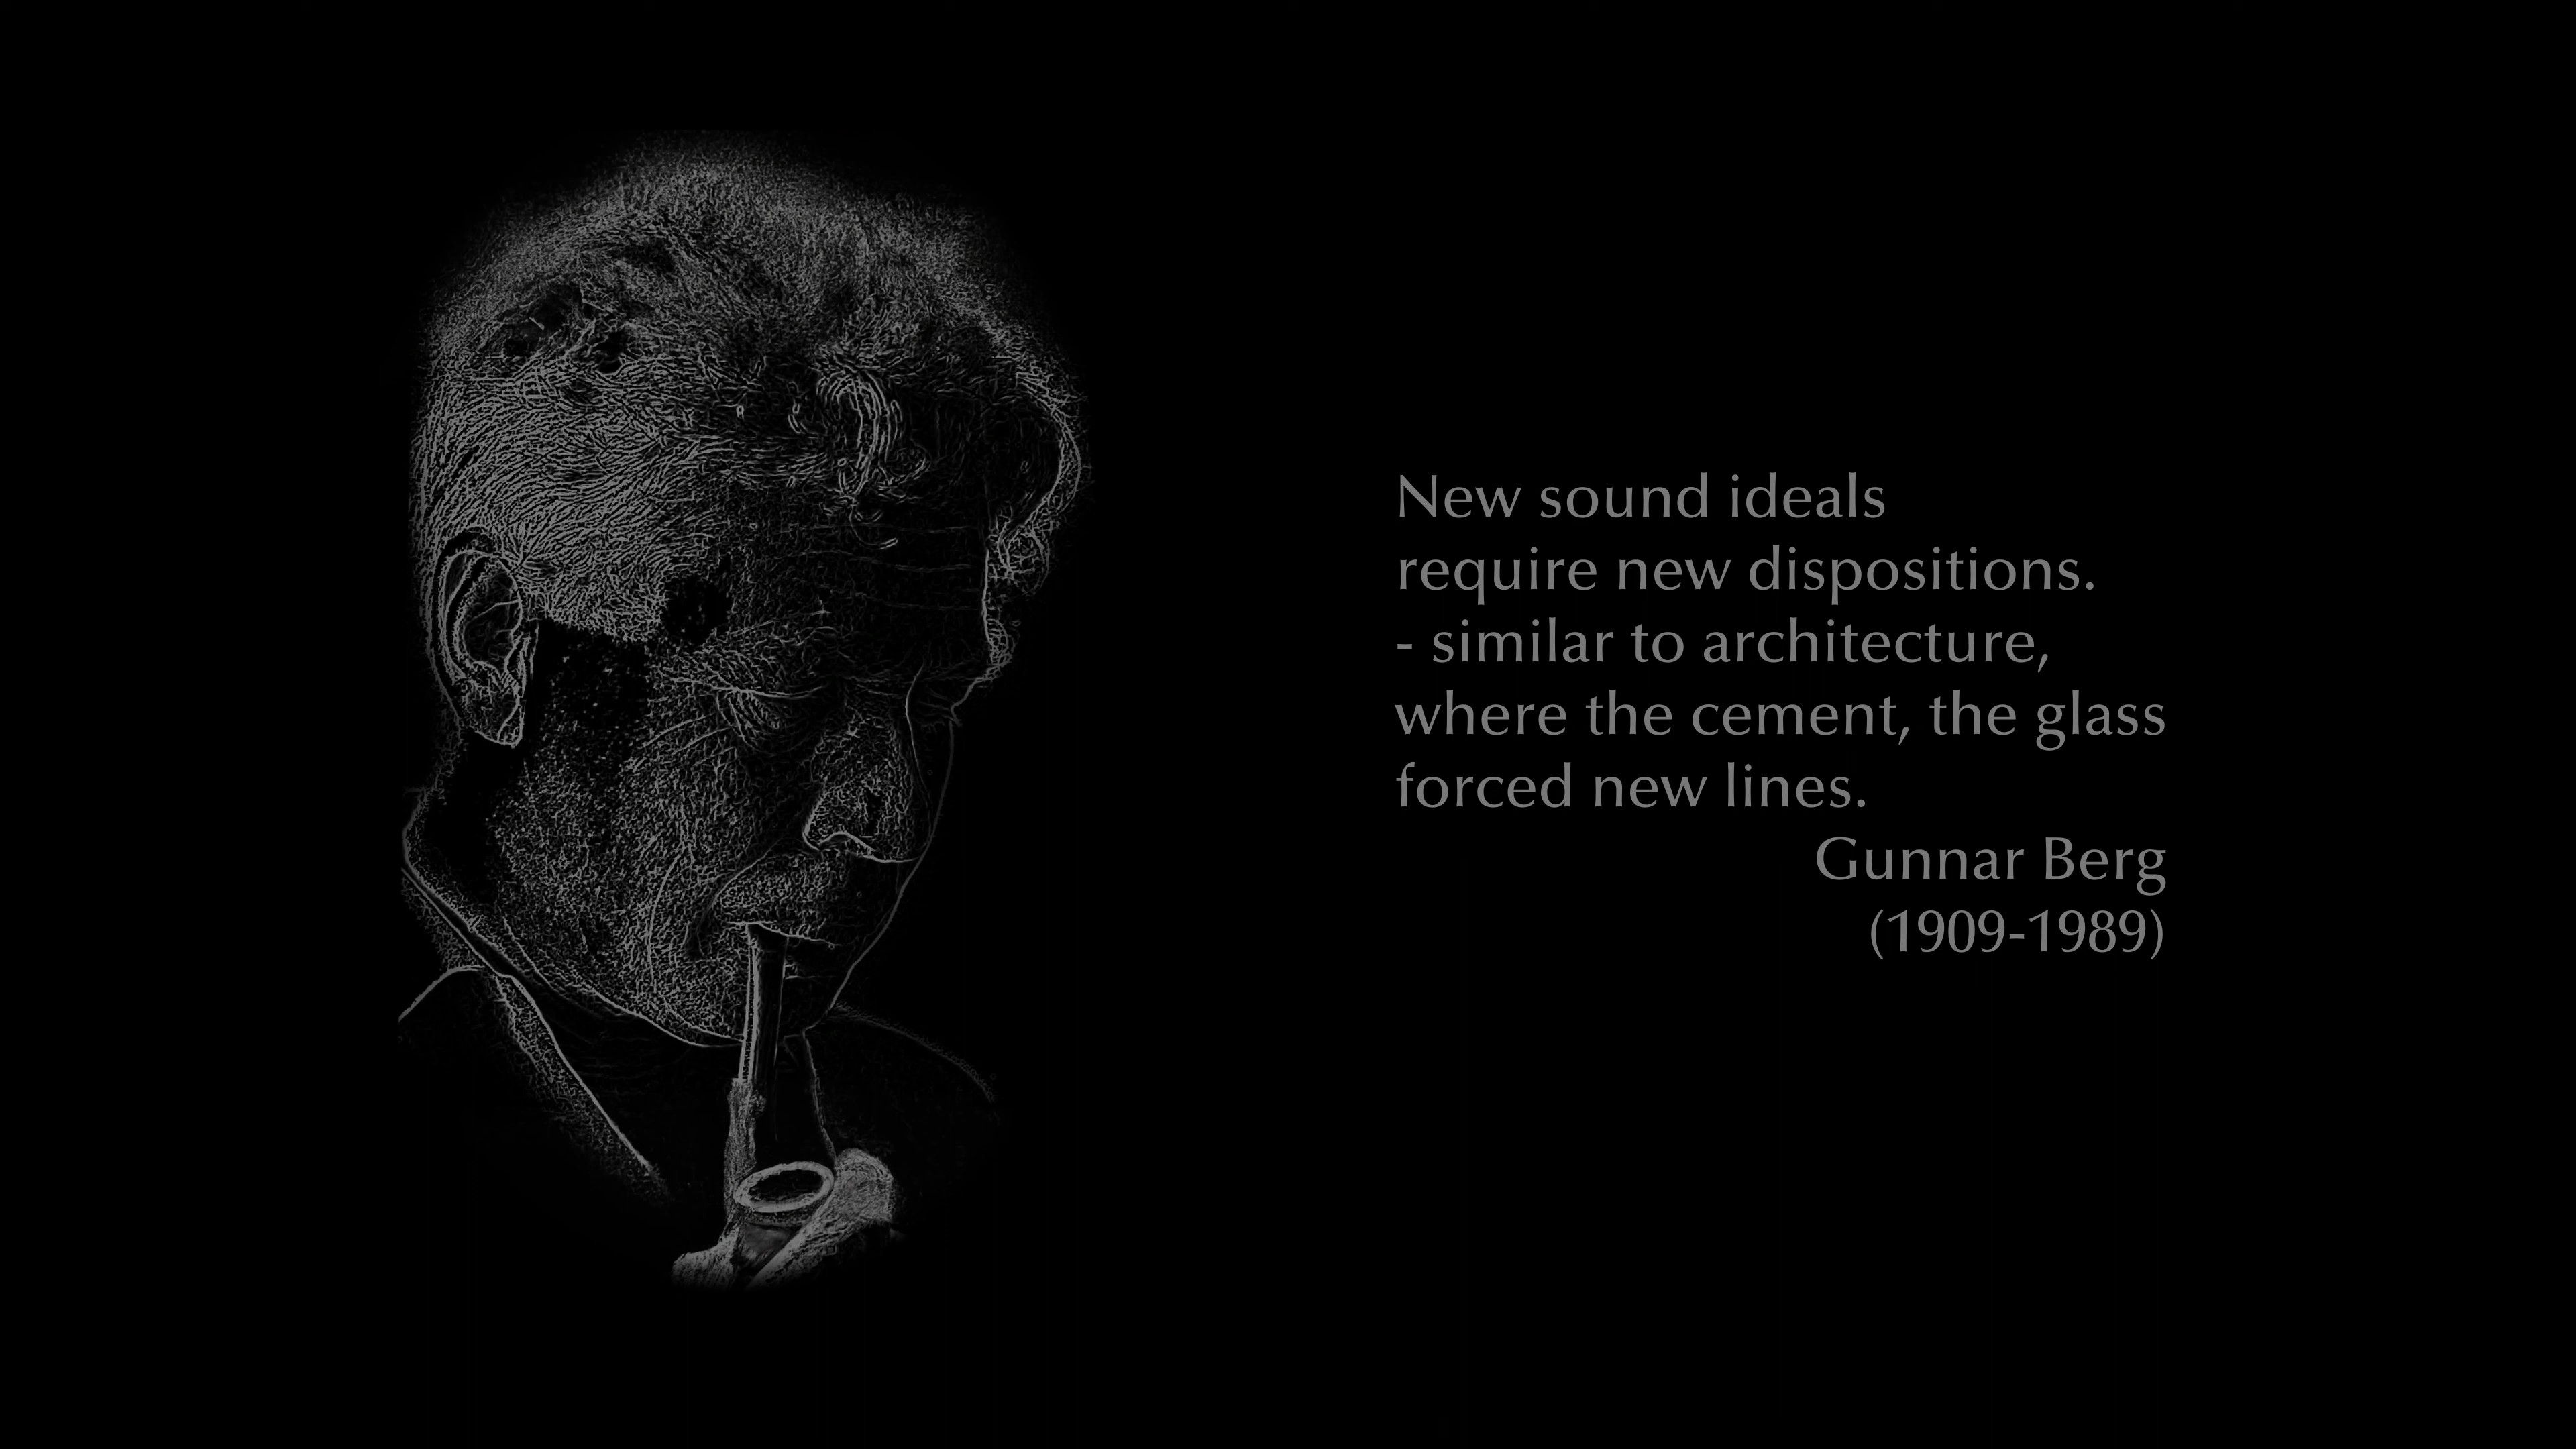 New sound ideals
require new dispositions.
- similar to architecture,
where the cement, the glass
forced new lines.
Gunnar Berg
(1909-1989)